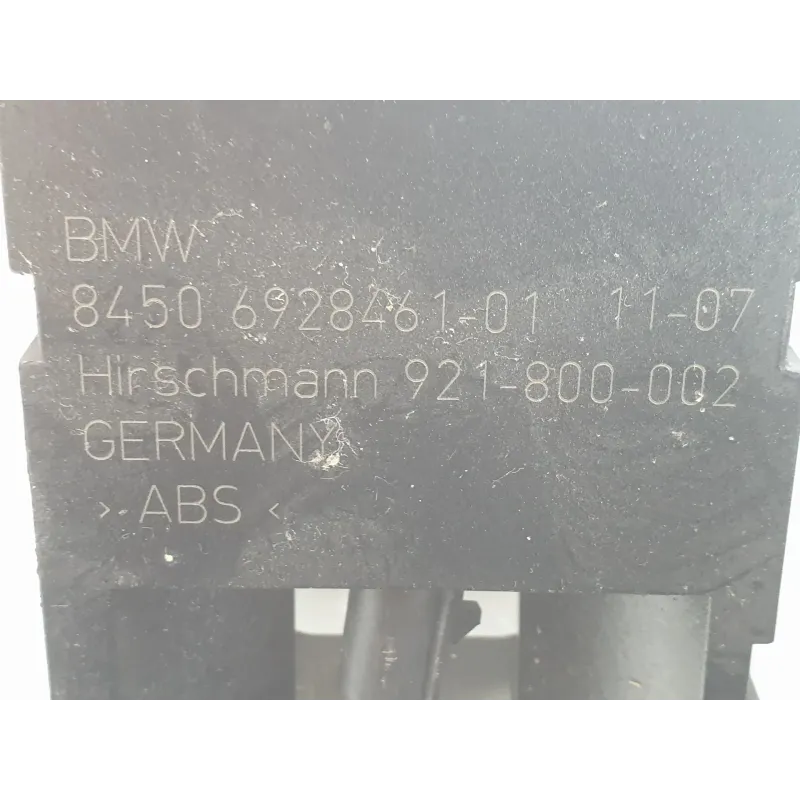 BMW
8450 6928461-01 11-07
Hirschmann 921-800-002
GERMANY
>ABS<